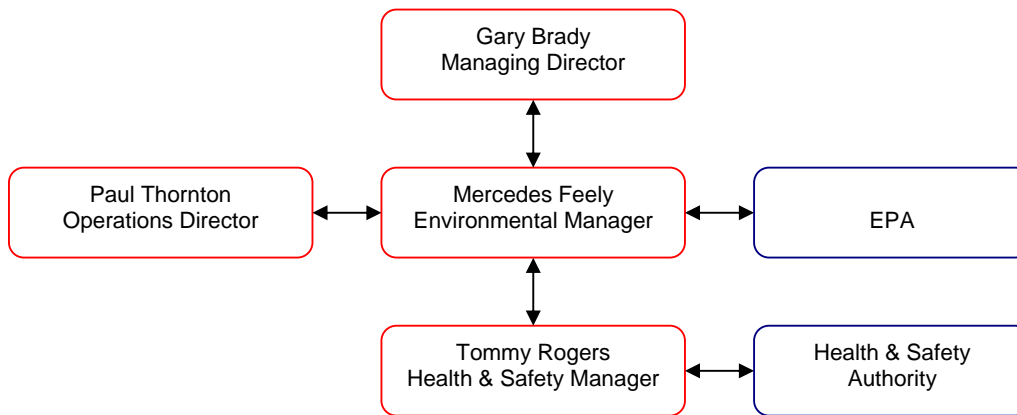 Gary Brady
Managing Director
Paul Thornton
Operations Director
Mercedes Feely
Environmental Manager
EPA
Tommy Rogers
Health & Safety Manager
Health & Safety
Authority